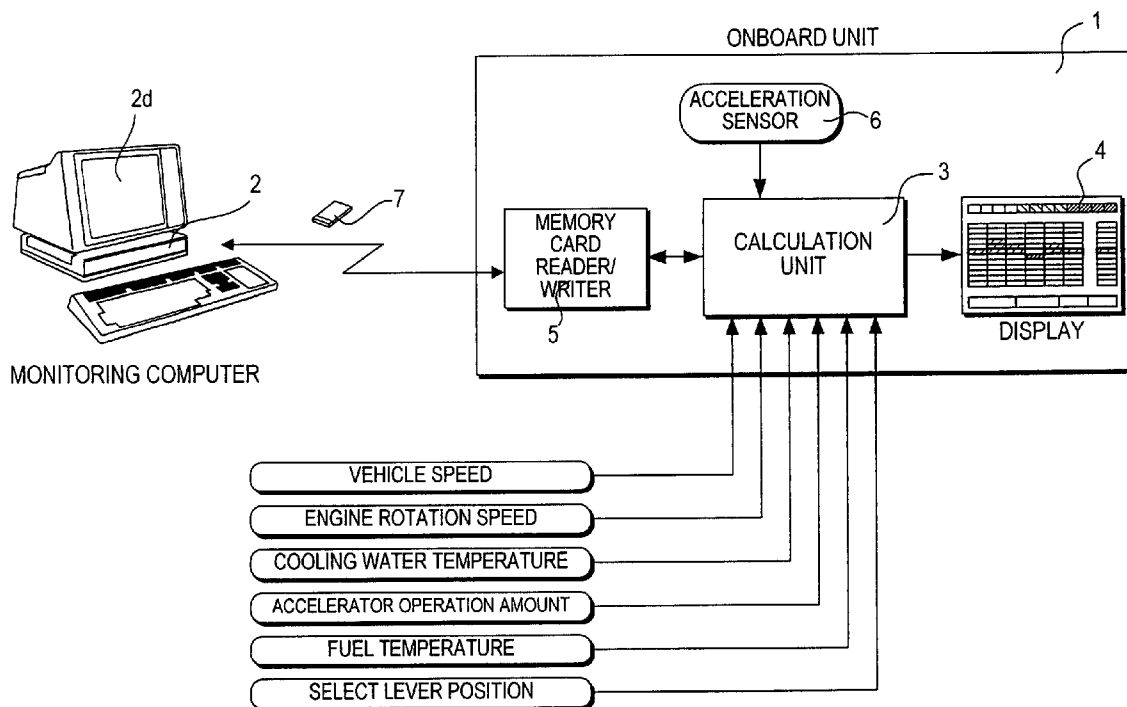 ONBOARD UNIT
1
ACCELERATION
SENSOR
6
2d
2
7
3
4
MEMORY
CARD
READER/
WRITER
5
CALCULATION
UNIT
DISPLAY
MONITORING COMPUTER
VEHICLE SPEED
ENGINE ROTATION SPEED
COOLING WATER TEMPERATURE
ACCELERATOR OPERATION AMOUNT
FUEL TEMPERATURE
SELECT LEVER POSITION